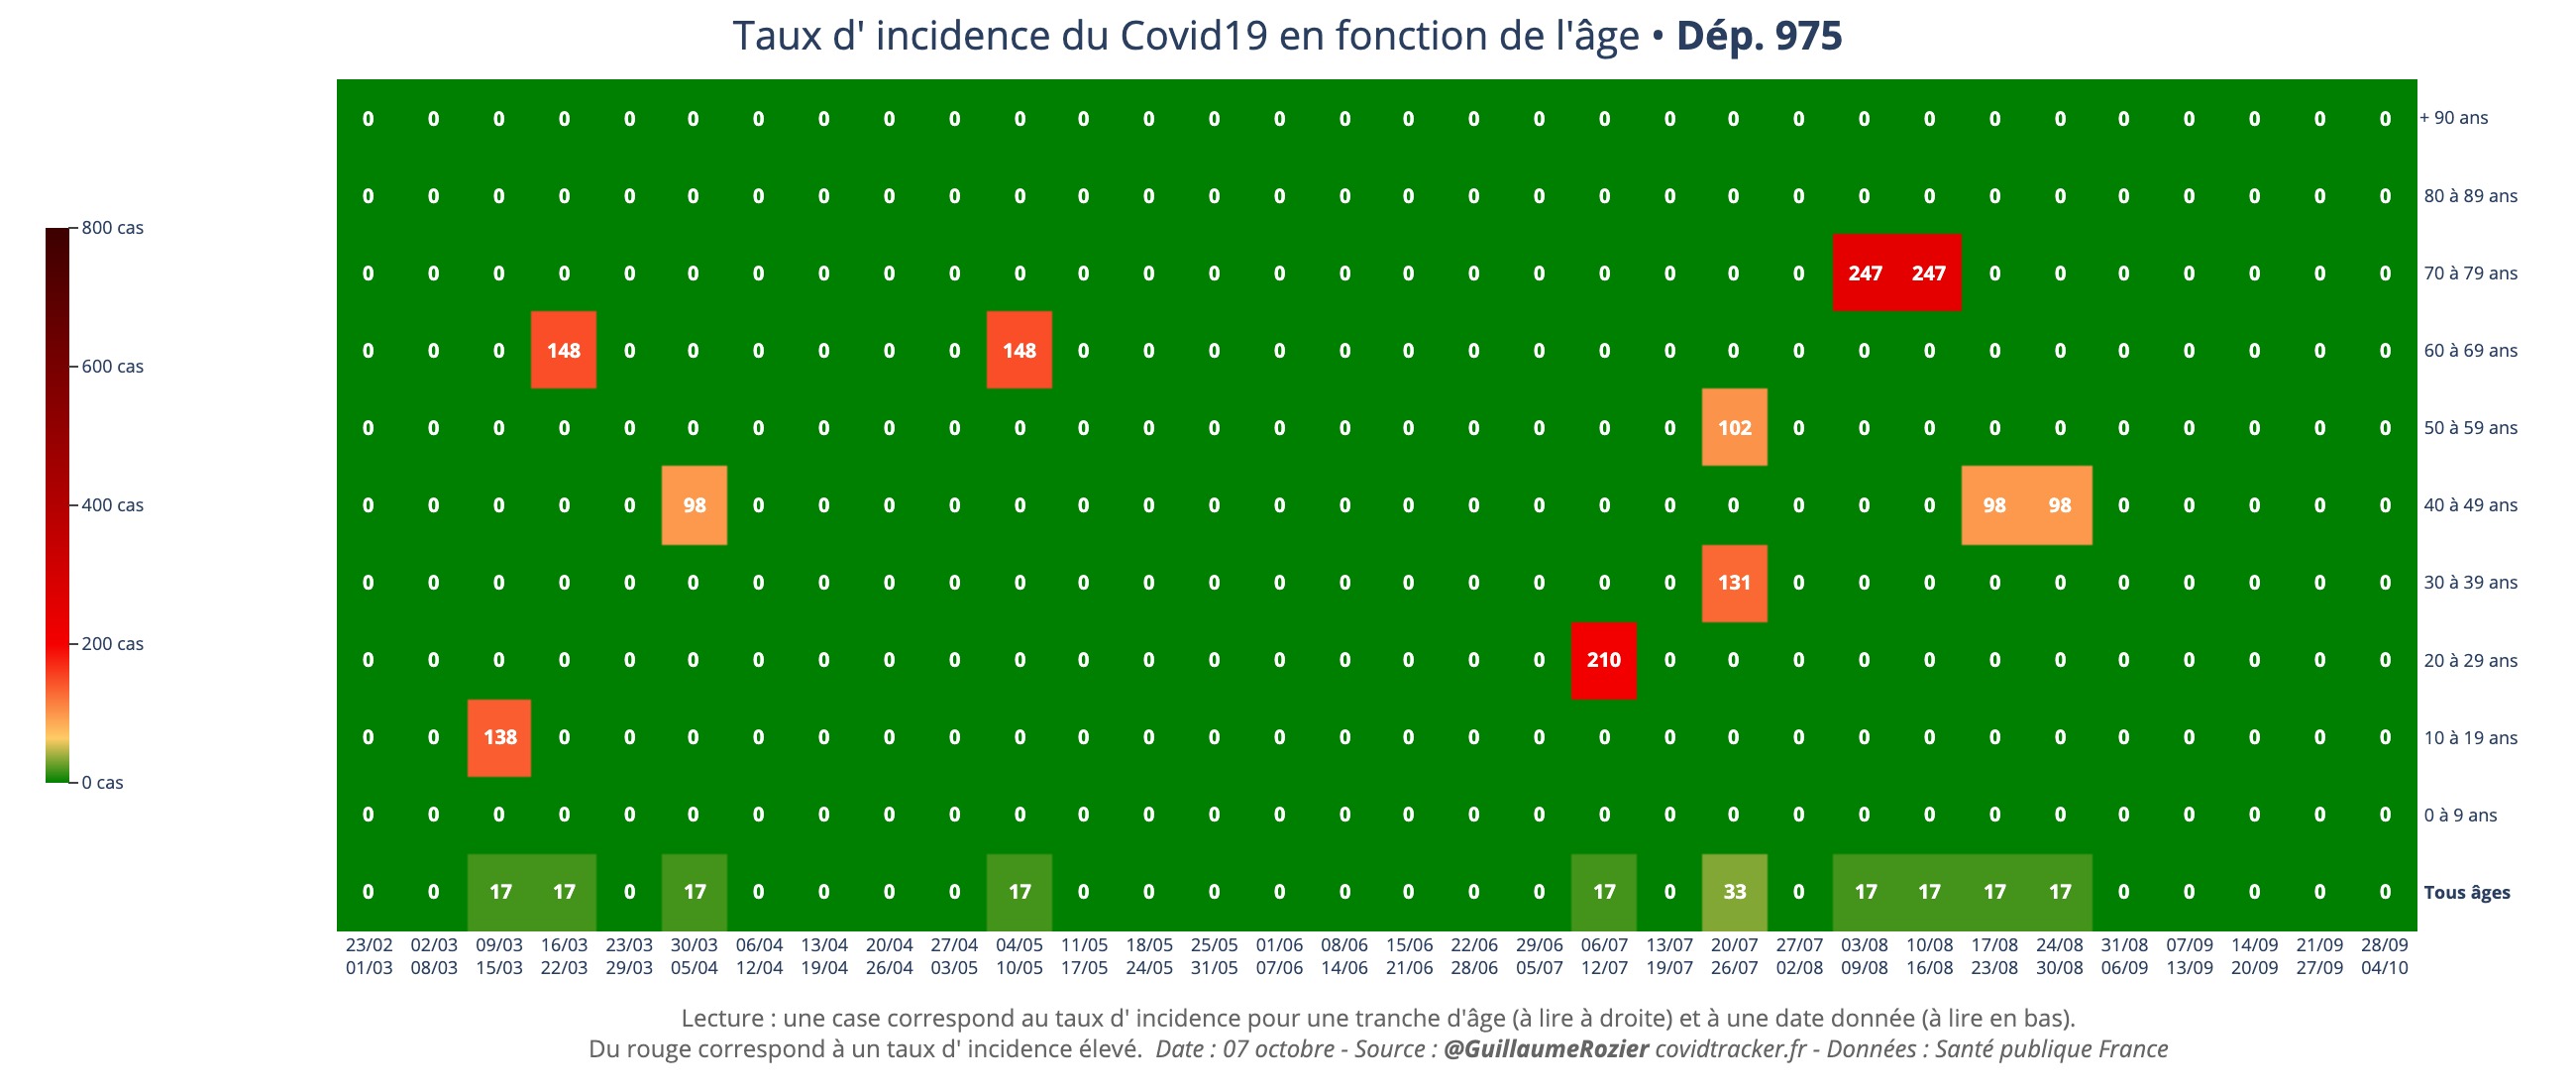 Taux d' incidence du Covid19 en fonction de l'âge • Dép. 975
0 0 0 0 0 0 0 0 0 0 0 0 0 0 0 0 0 0 0 0 0 0 0 0 0 0 0 0 0 0 0 0 + 90 ans
0 0 0 0 0 0 0 0 0 0 0 0 0 0 0 0 0 0 0 0 0 0 0 0 0 0 0 0 0 0 0 0 80 à 89 ans
800 cas
0 0 0 0 0 0 0 0 0 0 0 0 0 0 0 0 0 0 0 0 0 0 0 247 247 0 0 0 0 0 0 0 70 à 79 ans
0 0 0 148 0 0 0 0 0 0 148 0 0 0 0 0 0 0 0 0 0 0 0 0 0 0 0 0 0 0 0 0 60 à 69 ans
600 cas
0 0 0 0 0 0 0 0 0 0 0 0 0 0 0 0 0 0 0 0 0 102 0 0 0 0 0 0 0 0 0 0 50 à 59 ans
400 cas
0 0 0 0 0 98 0 0 0 0 0 0 0 0 0 0 0 0 0 0 0 0 0 0 0 98 98 0 0 0 0 0 40 à 49 ans
0 0 0 0 0 0 0 0 0 0 0 0 0 0 0 0 0 0 0 0 0 131 0 0 0 0 0 0 0 0 0 0 30 à 39 ans
200 cas
0 0 0 0 0 0 0 0 0 0 0 0 0 0 0 0 0 0 0 210 0 0 0 0 0 0 0 0 0 0 0 0 20 à 29 ans
0 0 138 0 0 0 0 0 0 0 0 0 0 0 0 0 0 0 0 0 0 0 0 0 0 0 0 0 0 0 0 0 10 à 19 ans
0 cas
0 0 0 0 0 0 0 0 0 0 0 0 0 0 0 0 0 0 0 0 0 0 0 0 0 0 0 0 0 0 0 0 0 à 9 ans
0 0 17 17 0 17 0 0 0 0 17 0 0 0 0 0 0 0 0 17 0 33 0 17 17 17 17 0 0 0 0 0 Tous âges
23/02 02/03 09/03 16/03 23/03 30/03 06/04 13/04 20/04 27/04 04/05 11/05 18/05 25/05 01/06 08/06 15/06 22/06 29/06 06/07 13/07 20/07 27/07 03/08 10/08 17/08 24/08 31/08 07/09 14/09 21/09 28/09
01/03 08/03 15/03 22/03 29/03 05/04 12/04 19/04 26/04 03/05 10/05 17/05 24/05 31/05 07/06 14/06 21/06 28/06 05/07 12/07 19/07 26/07 02/08 09/08 16/08 23/08 30/08 06/09 13/09 20/09 27/09 04/10
Lecture : une case correspond au taux d' incidence pour une tranche d'âge (à lire à droite) et à une date donnée (à lire en bas).
Du rouge correspond à un taux d' incidence élevé. Date : 07 octobre - Source : @GuillaumeRozier covidtracker.fr - Données : Santé publique France